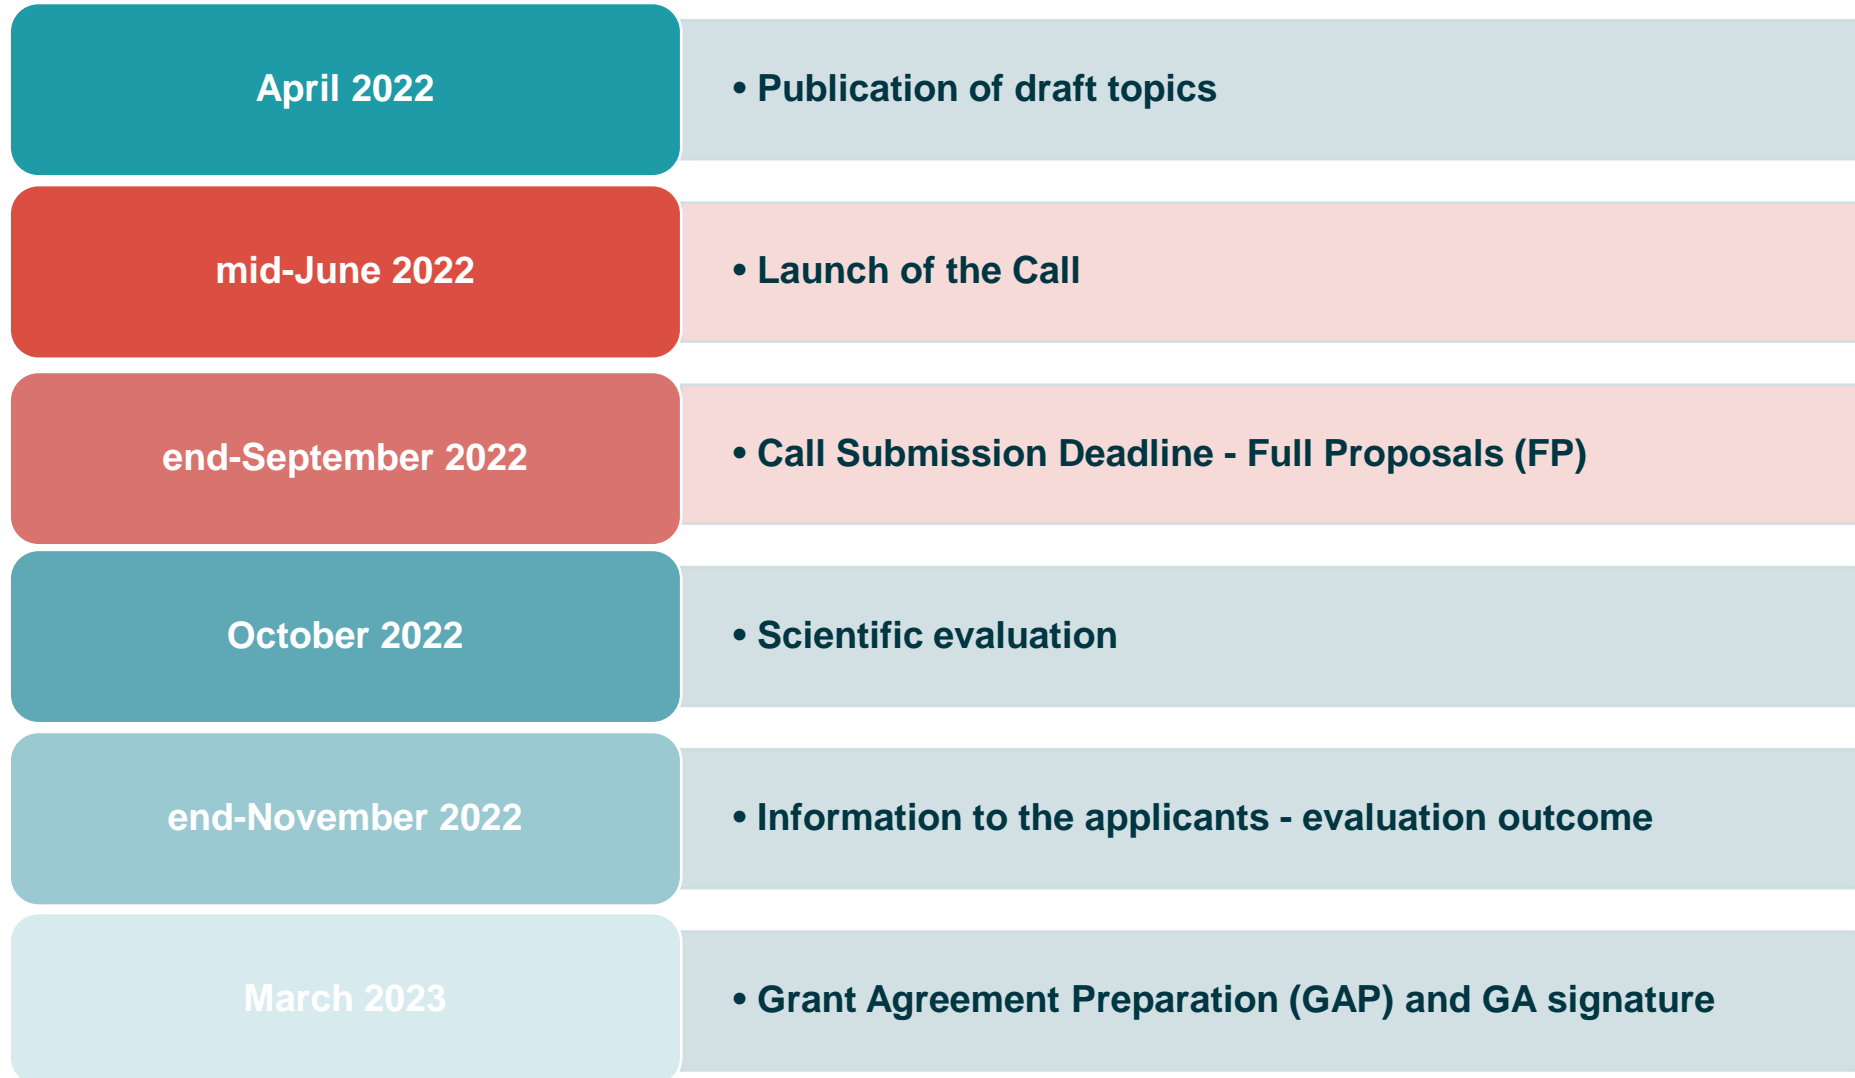 April 2022
• Publication of draft topics
mid-June 2022
• Launch of the Call
end-September 2022
• Call Submission Deadline - Full Proposals (FP)
October 2022
• Scientific evaluation
end-November 2022
• Information to the applicants - evaluation outcome
March 2023
• Grant Agreement Preparation (GAP) and GA signature